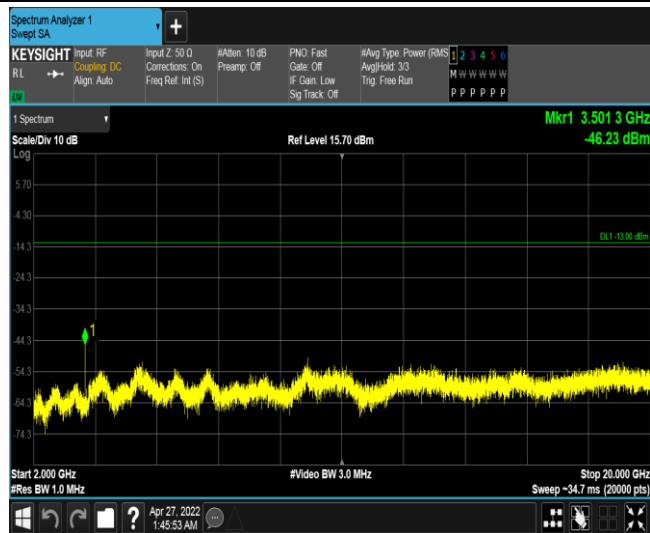 Spectrum Analyzer 1
Swept SA
+
KEYSIGHT
RL
Input: RF
Coupling: DC
Align: Auto
Input Z: 50 Ω
Corrections: On
Freq Ref: Int (S)
#Atten: 10 dB
Preamp: Off
PNO: Fast
Gate: Off
IF Gain: Low
Sig Track: Off
#Avg Type: Power (RMS
Avg|Hold: 3/3
Trig: Free Run
1 2 3 4 5 6
M W W W W W
P P P P P P
1 Spectrum
Mkr1 3.501 3 GHz
Scale/Div 10 dB
Ref Level 15.70 dBm
-46.23 dBm
Log
5.70
-4.30
DL1 -13.00 dBm
-14.3
-24.3
-34.3
1
-44.3
-54.3
-64.3
-74.3
Start 2.000 GHz
#Video BW 3.0 MHz
Stop 20.000 GHz
#Res BW 1.0 MHz
Sweep ~34.7 ms (20000 pts)
?
Apr 27, 2022
1:45:53 AM